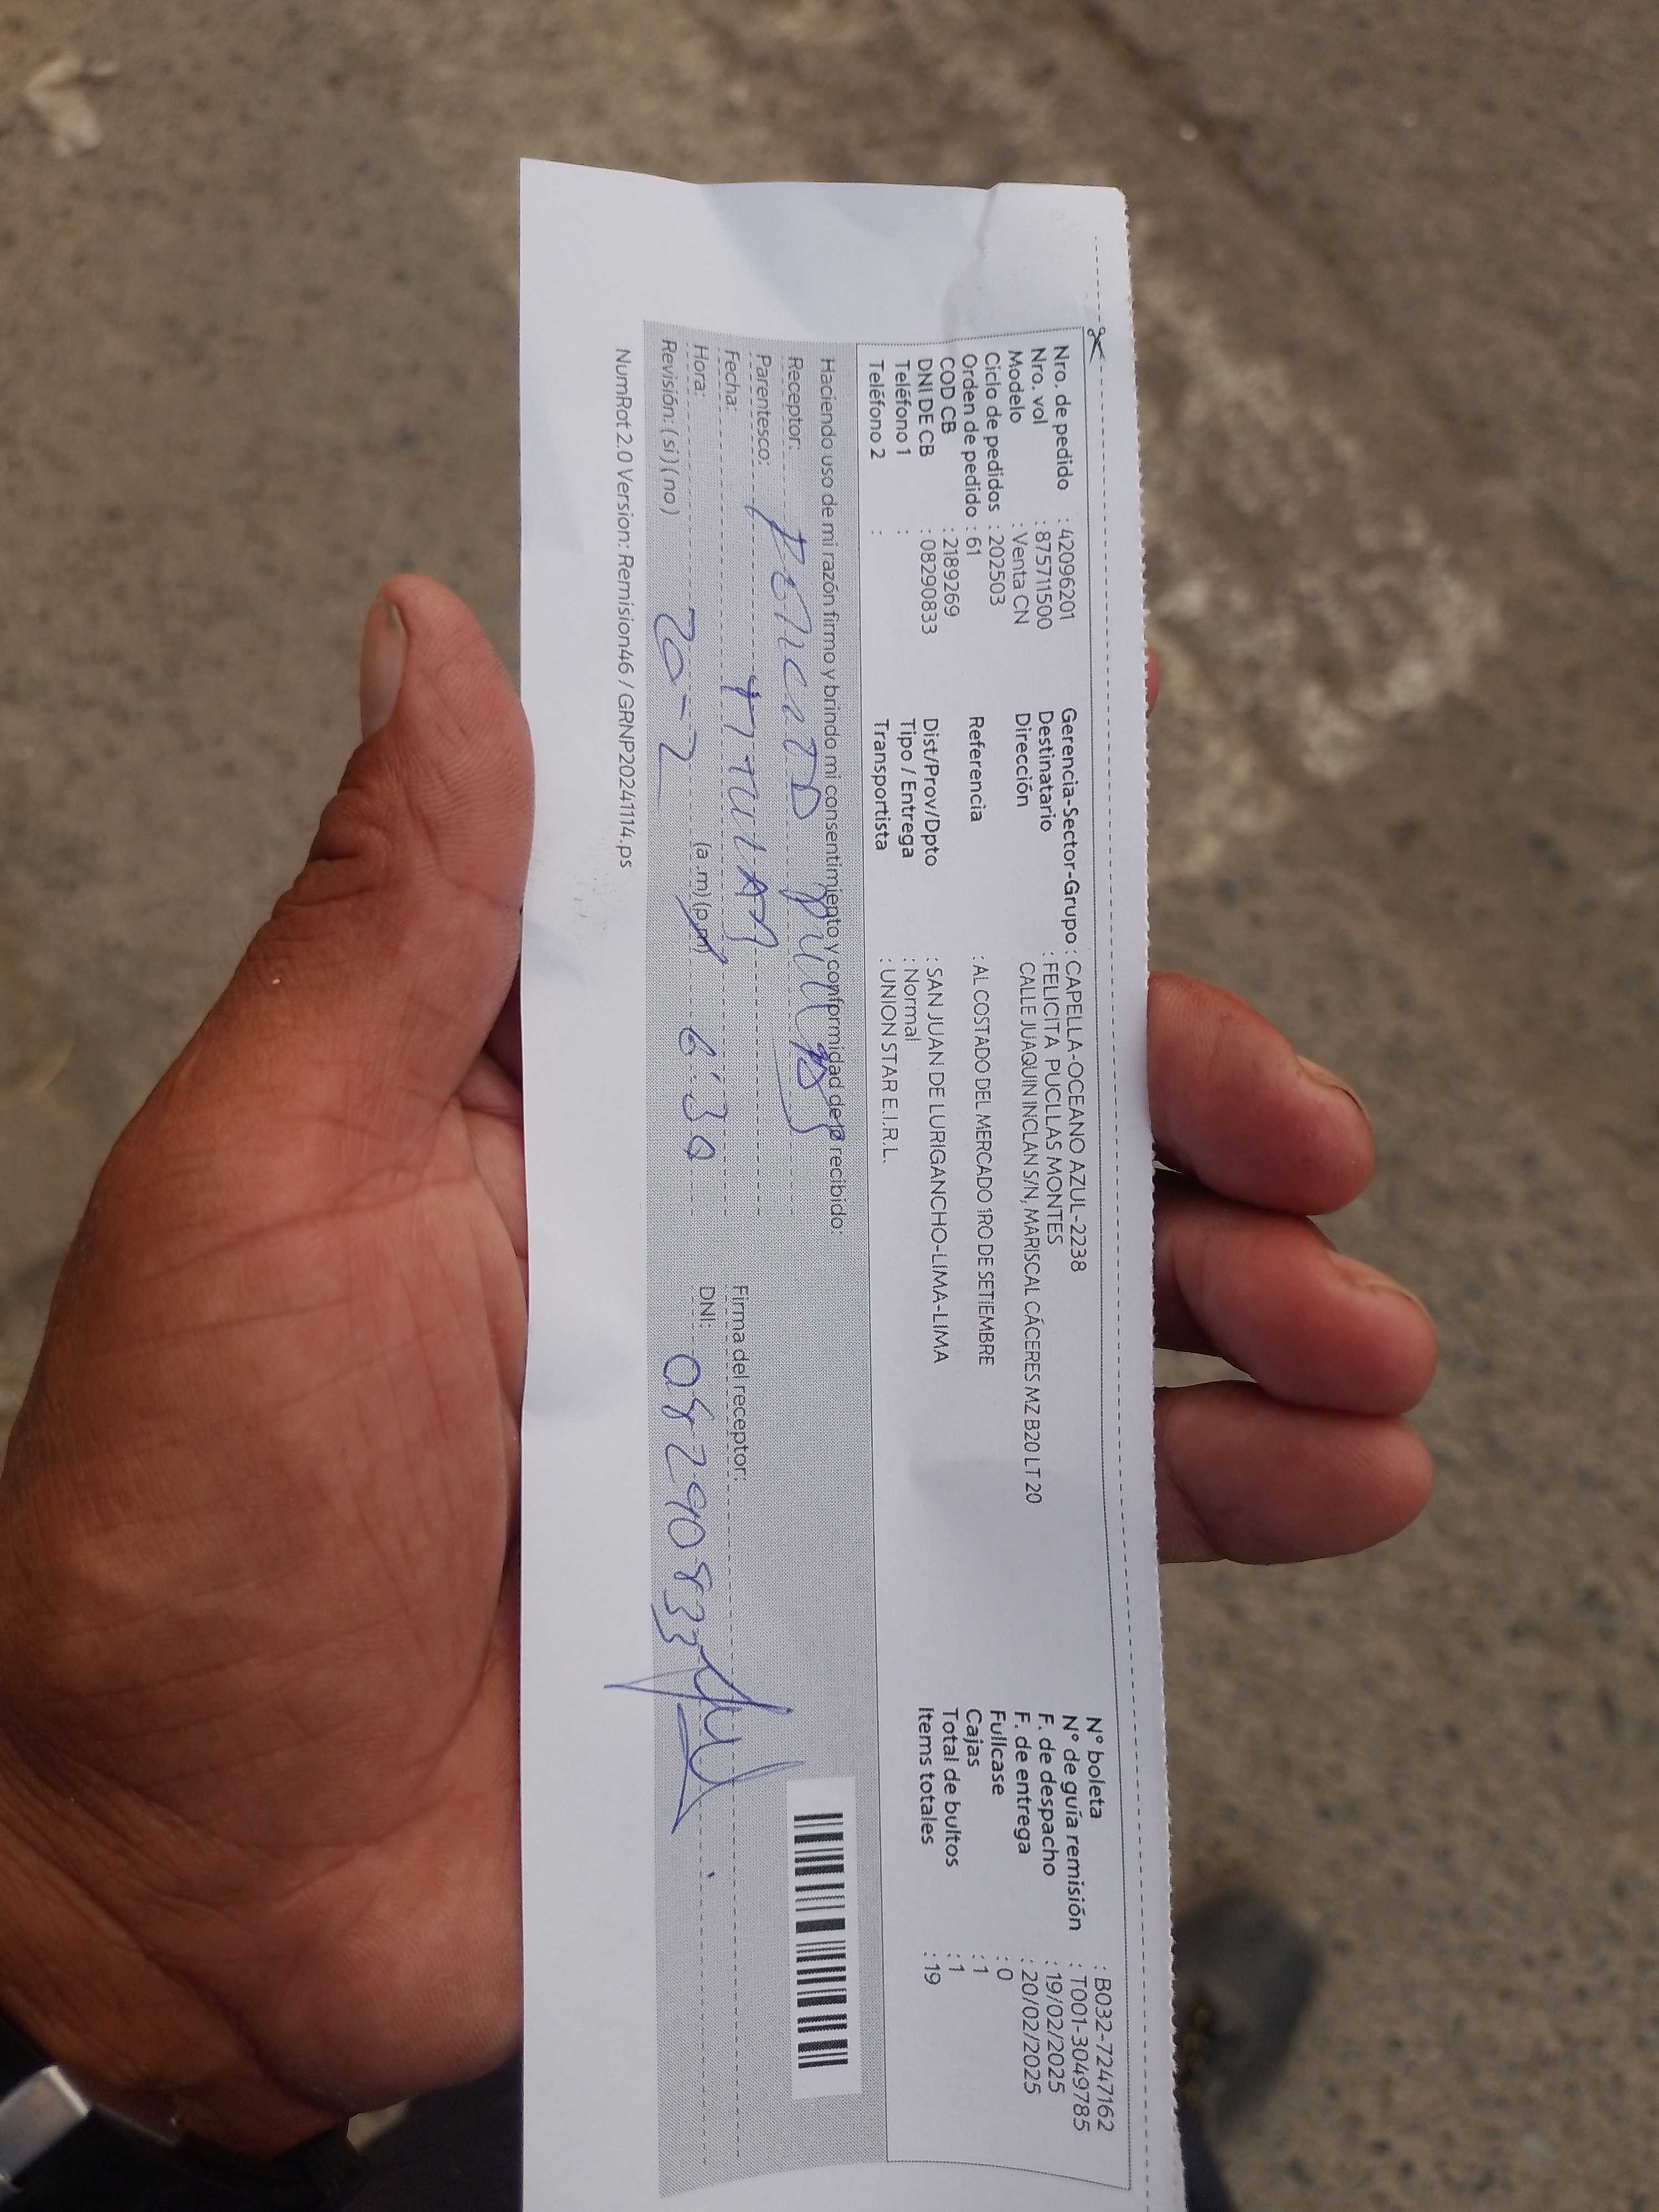 Nro. de pedido : 42096201
Nro. vol : 87571500
Modelo : Venta CN
Ciclo de pedidos : 202503
Orden de pedido : 61
COD CB : 2189269
DNI DE CB : 08290833
Teléfono 1 :
Teléfono 2 :
Gerencia-Sector-Grupo : CAPELLA-OCEANO AZUL-2238
Destinatario : FELICITA PUCLLAS MONTES
Dirección CALLE JUAQUIN INCLAN S/N, MARISCAL CÁCERES MZ B20 LT 20
Referencia : AL COSTADO DEL MERCADO 1RO DE SETIEMBRE
Dist/Prov/Dpto : SAN JUAN DE LURIGANCHO-LIMA-LIMA
Tipo / Entrega : Normal
Transportista : UNION STAR E.I.R.L.
N° boleta : B032-7247162
N° de guía remisión : T001-3049785
F. de despacho : 19/02/2025
F. de entrega : 20/02/2025
Fullcase : 0
Cajas : 1
Total de bultos : 1
Items totales : 19
Haciendo uso de mi razón firmo y brindo mi consentimiento y conformidad de lo recibido:
Receptor:
Parentesco: TITULAR
Fecha: 20-2
Hora: (a.m)(p.m) 6:30
Revisión: ( si ) ( no )
Firma del receptor:
DNI: 08290833
NumRot 2.0 Version: Remision46 / GRNP20241114.ps